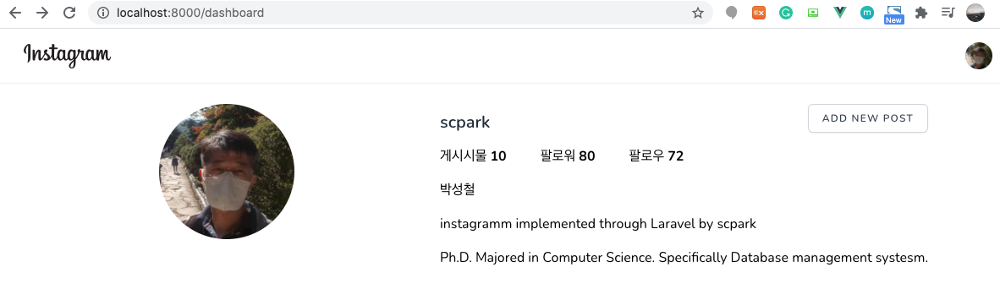 localhost:8000/dashboard
EX
m
New
Instagram
scpark
ADD NEW POST
게시시물 10 팔로워 80 팔로우 72
박성철
instagramm implemented through Laravel by scpark
Ph.D. Majored in Computer Science. Specifically Database management systesm.